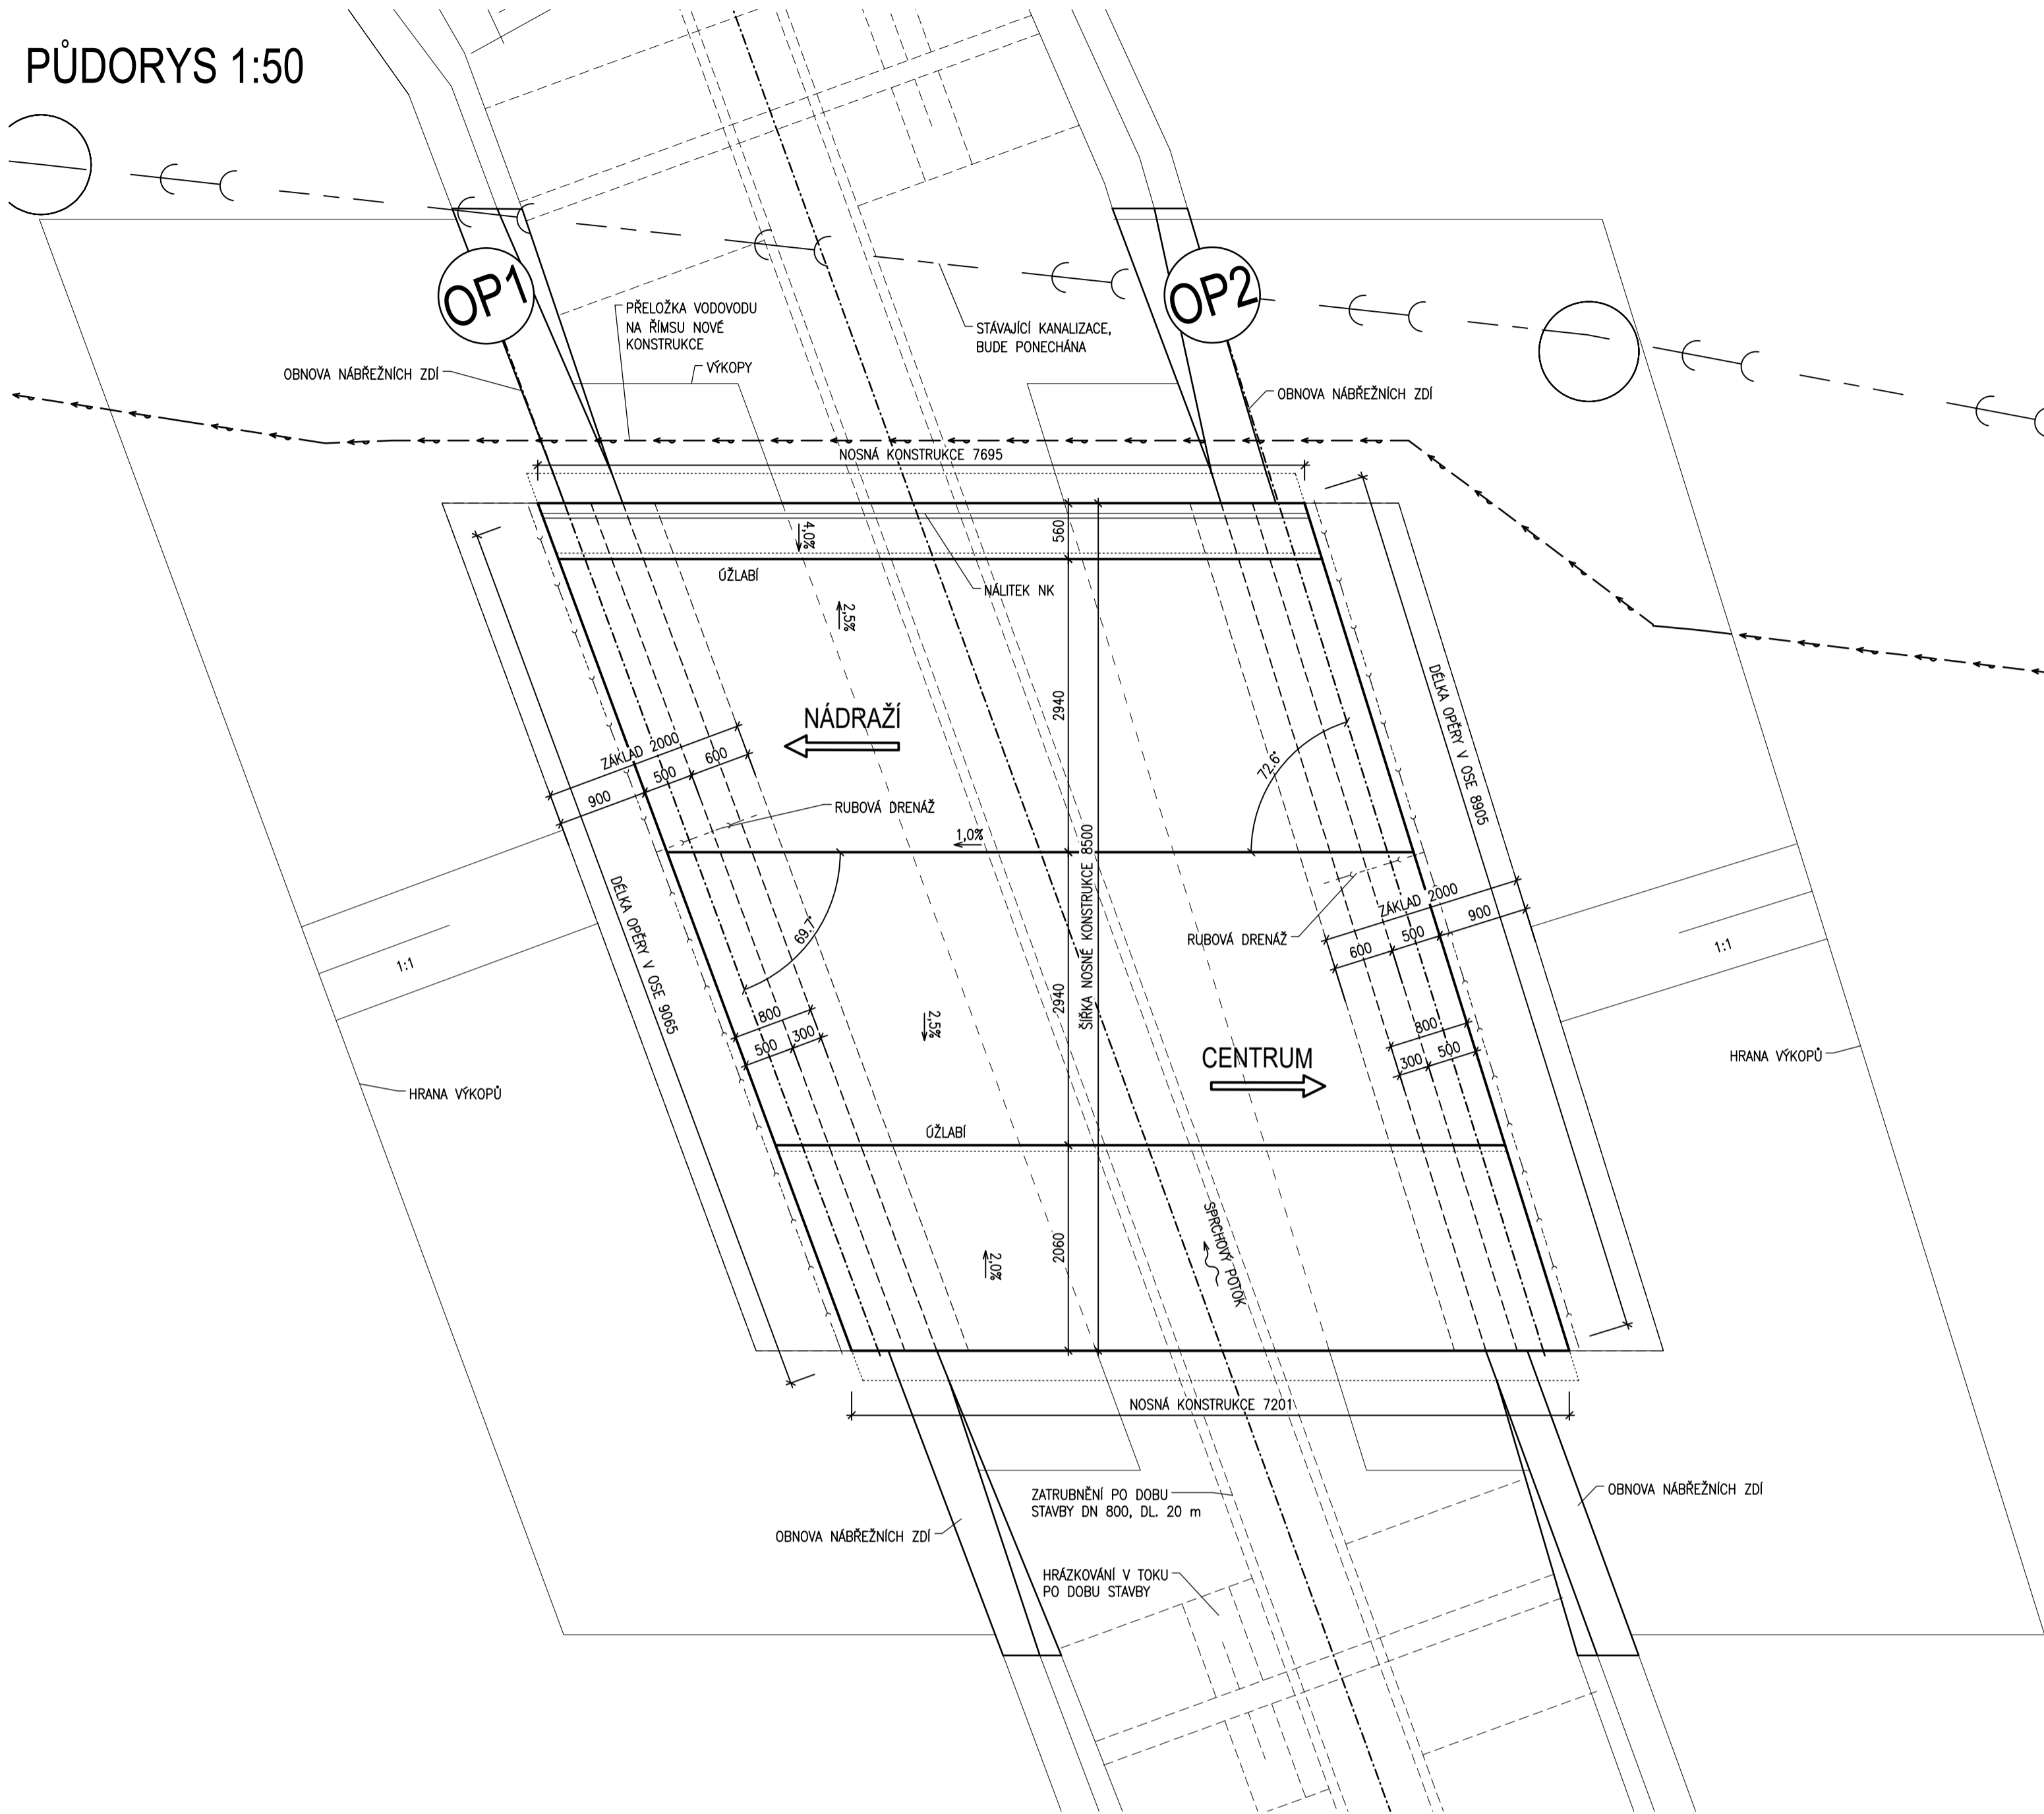 PŮDORYS 1:50
OP1
OP2
PŘELOŽKA VODOVODU
NA ŘÍMSU NOVÉ
KONSTRUKCE
STÁVAJÍCÍ KANALIZACE,
BUDE PONECHÁNA
VÝKOPY
OBNOVA NÁBŘEŽNÍCH ZDÍ
OBNOVA NÁBŘEŽNÍCH ZDÍ
NOSNÁ KONSTRUKCE 7695
4,0%
560
ÚŽLABÍ
NÁLITEK NK
2,5%
2940
NÁDRAŽÍ
DÉLKA OPĚRY V OSE 8905
ZÁKLAD 2000
900
500
600
72.6°
RUBOVÁ DRENÁŽ
1,0%
ŠÍŘKA NOSNÉ KONSTRUKCE 8500
DÉLKA OPĚRY V OSE 9065
69.7°
ZÁKLAD 2000
600
500
900
RUBOVÁ DRENÁŽ
1:1
1:1
2940
2,5%
800
500
300
800
300
500
CENTRUM
HRANA VÝKOPŮ
HRANA VÝKOPŮ
ÚŽLABÍ
2060
2,0%
SPRCHOVÝ POTOK
NOSNÁ KONSTRUKCE 7201
ZATRUBNĚNÍ PO DOBU
STAVBY DN 800, DL. 20 m
OBNOVA NÁBŘEŽNÍCH ZDÍ
OBNOVA NÁBŘEŽNÍCH ZDÍ
HRÁZKOVÁNÍ V TOKU
PO DOBU STAVBY